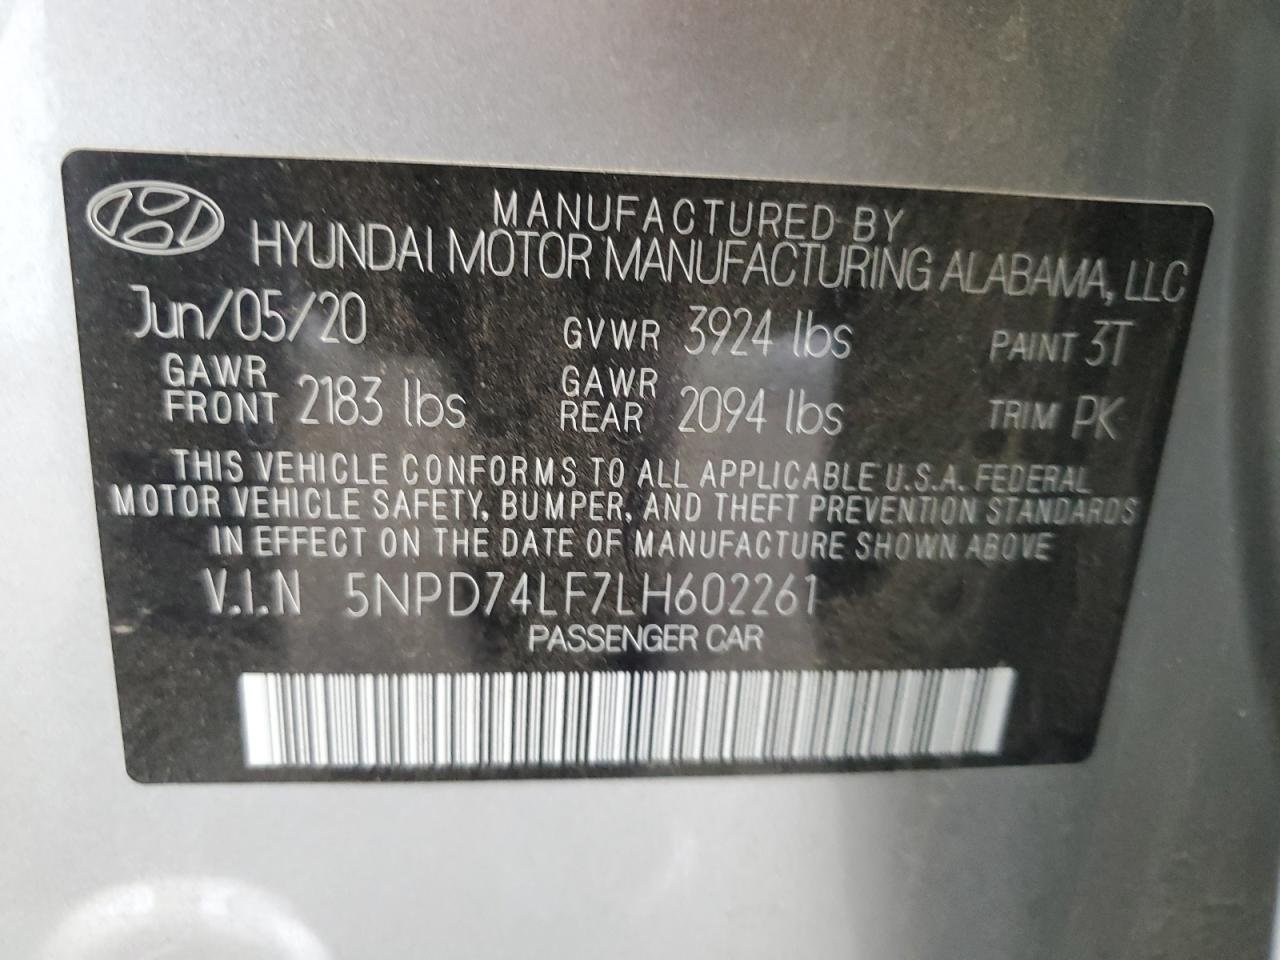 MANUFACTURED BY
HYUNDAI MOTOR MANUFACTURING ALABAMA, LLC
Jun/05/20 GVWR 3924 lbs PAINT 3T
GAWR FRONT 2183 lbs GAWR REAR 2094 lbs TRIM PK
THIS VEHICLE CONFORMS TO ALL APPLICABLE U.S.A. FEDERAL
MOTOR VEHICLE SAFETY, BUMPER, AND THEFT PREVENTION STANDARDS
IN EFFECT ON THE DATE OF MANUFACTURE SHOWN ABOVE
V.I.N 5NPD74LF7LH602261
PASSENGER CAR